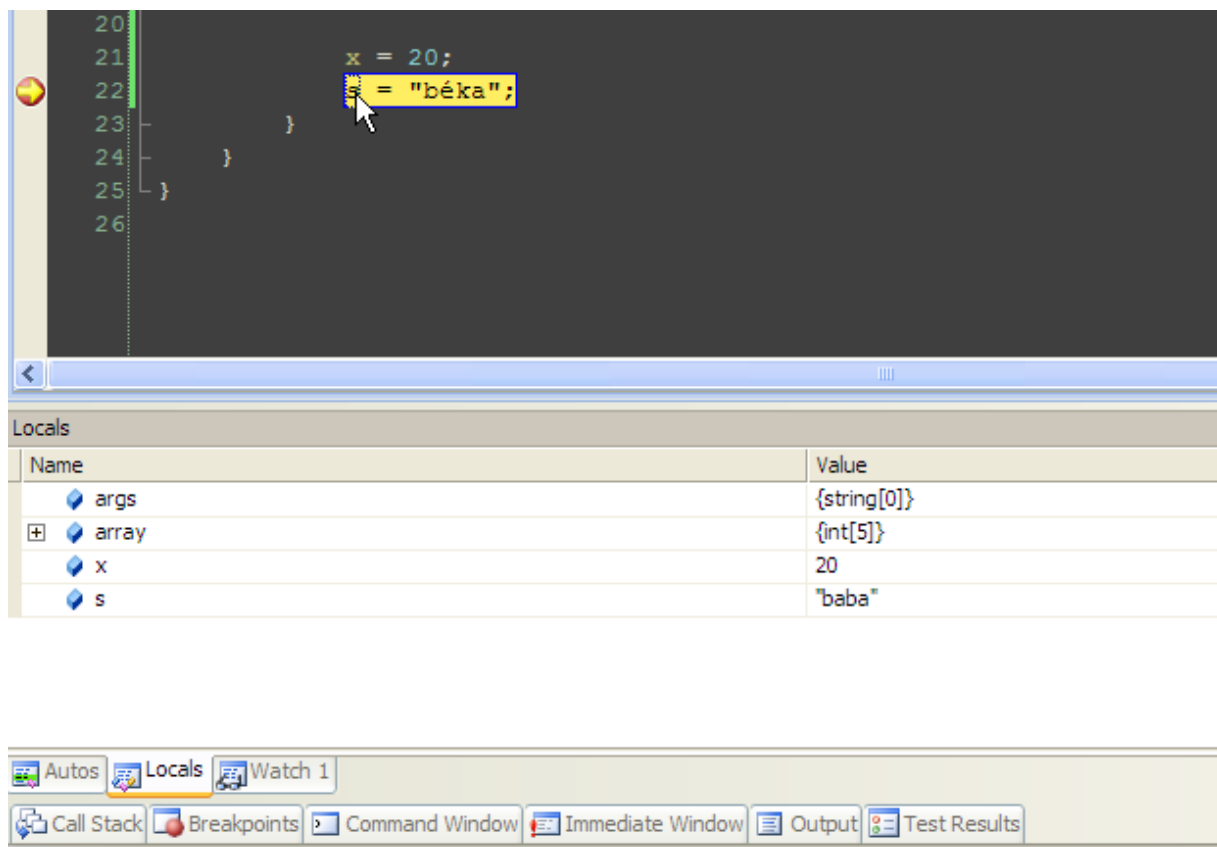 20
21 x = 20;
22 s = "béka";
23 }
24 }
25 }
26
Locals
Name Value
args {string[0]}
array {int[5]}
x 20
s "baba"
Autos Locals Watch 1
Call Stack Breakpoints Command Window Immediate Window Output Test Results